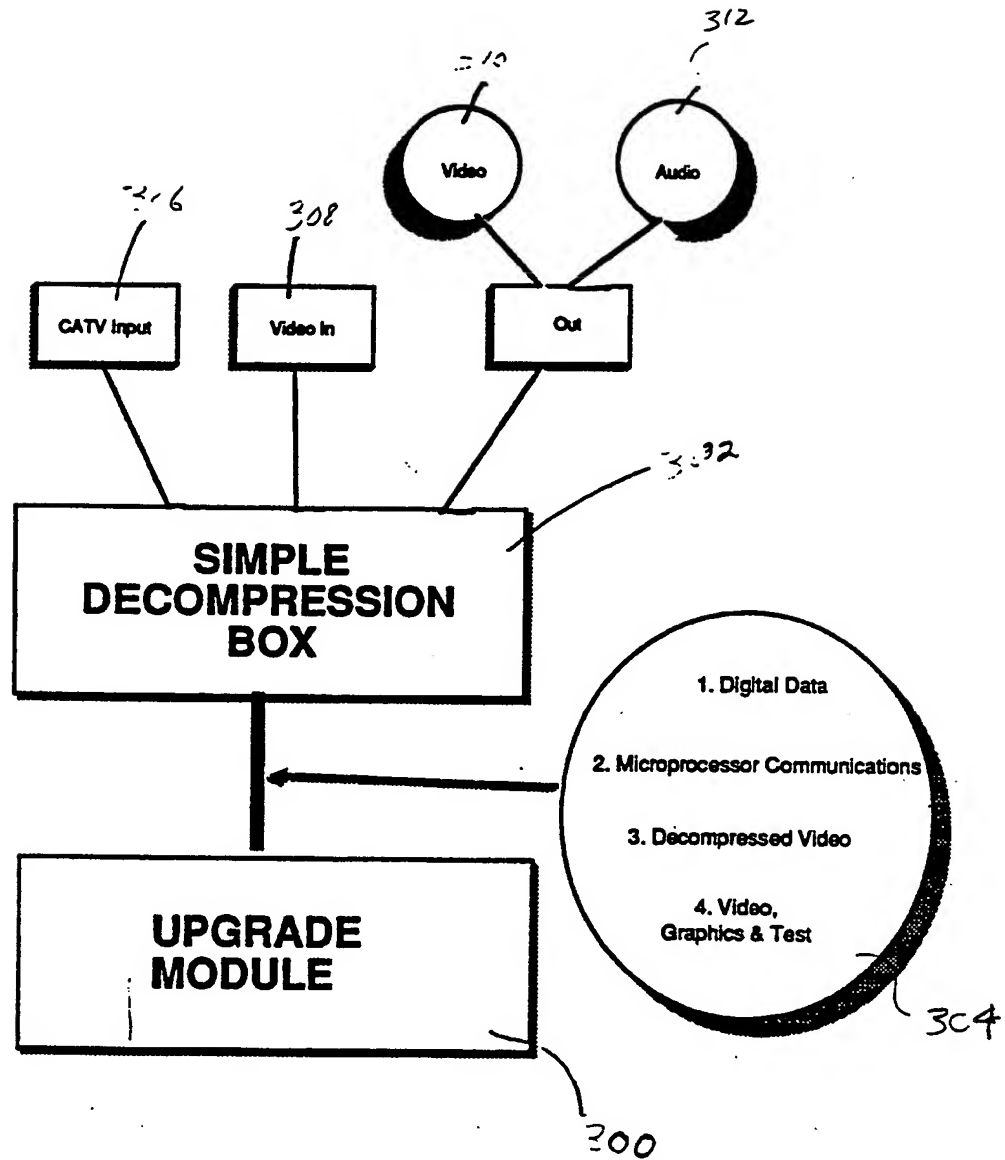 312
Video
Audio
308
CATV Input
Video In
Out
SIMPLE
DECOMPRESSION
BOX
1. Digital Data
2. Microprocessor Communications
3. Decompressed Video
4. Video,
Graphics & Test
UPGRADE
MODULE
304
300